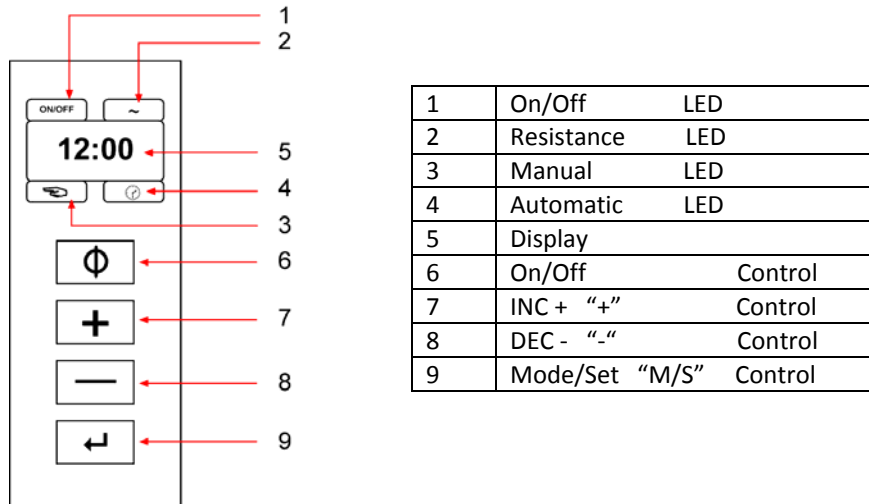 1
2
ON/OFF ~
12:00
5
4
3
Φ 6
+ 7
— 8
↵ 9
1 On/Off LED
2 Resistance LED
3 Manual LED
4 Automatic LED
5 Display
6 On/Off Control
7 INC + “+” Control
8 DEC - “-“ Control
9 Mode/Set “M/S” Control